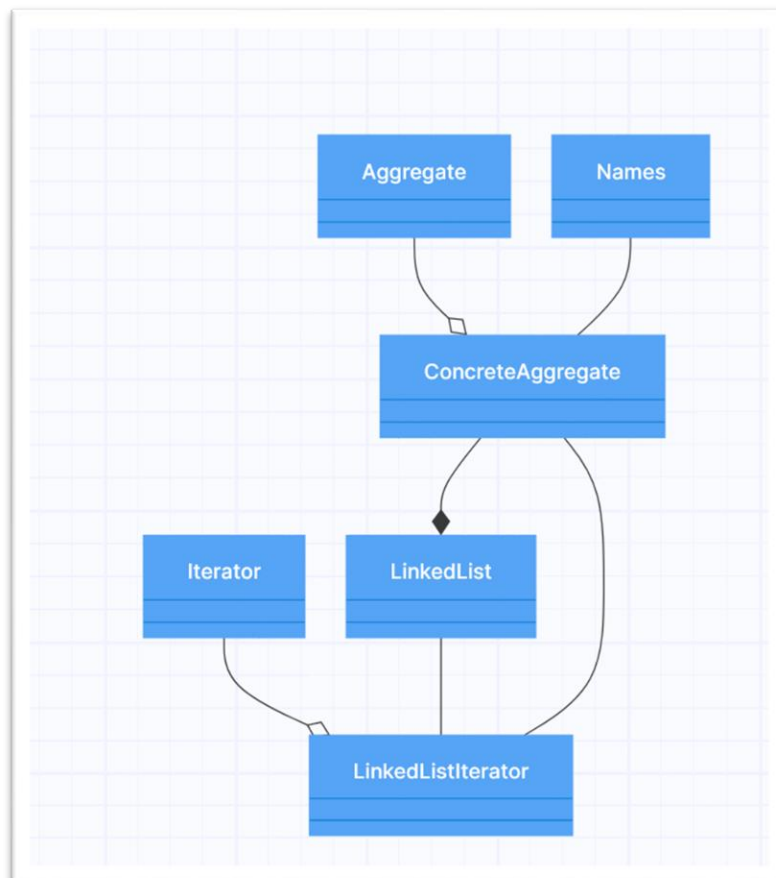 Aggregate
Names
ConcreteAggregate
Iterator
LinkedList
LinkedListIterator